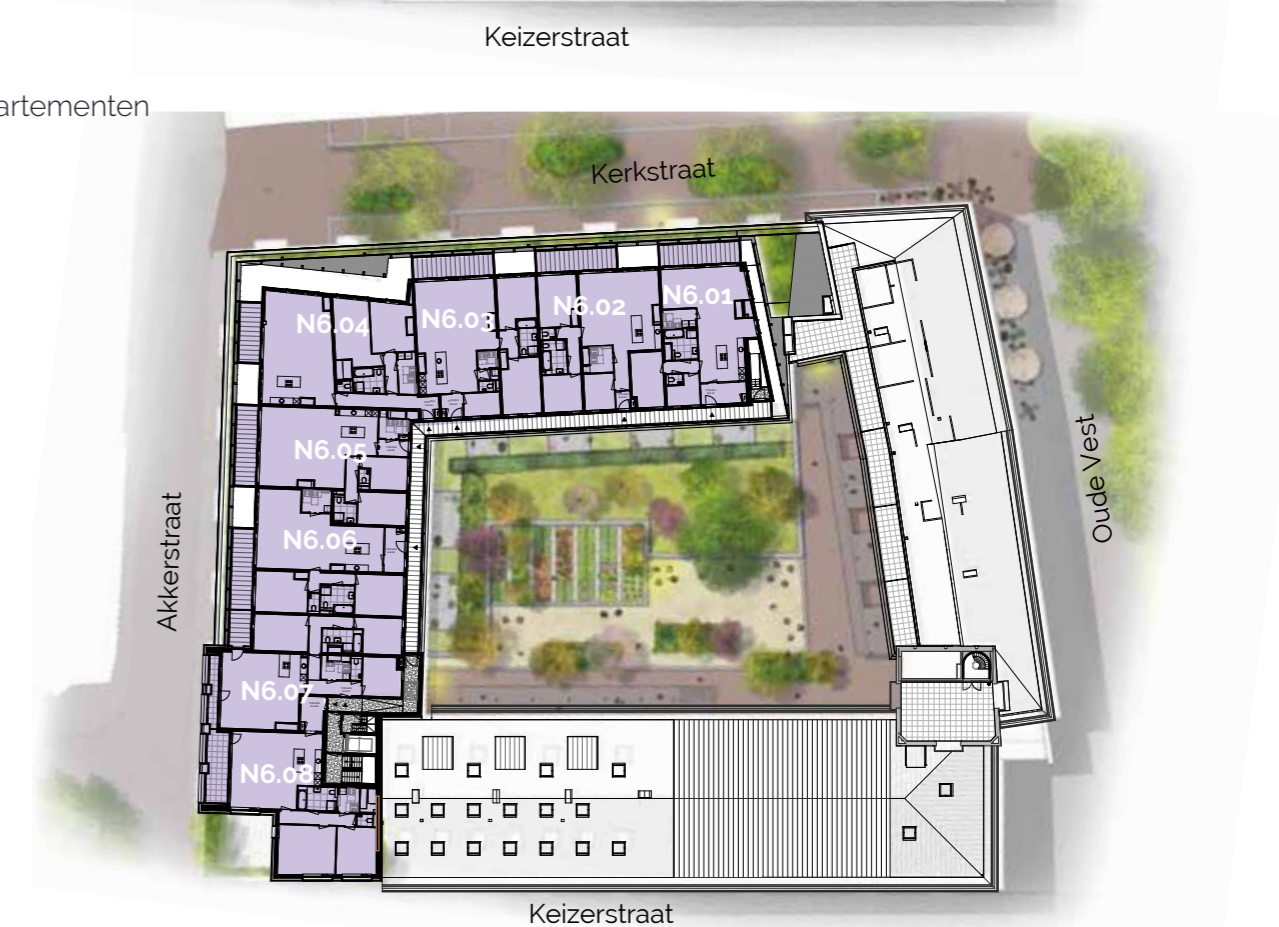 Keizerstraat
artementen
Kerkstraat
N6.01
N6.02
N6.03
N6.04
N6.05
N6.06
N6.07
N6.08
Akkerstraat
Oude Vest
Keizerstraat